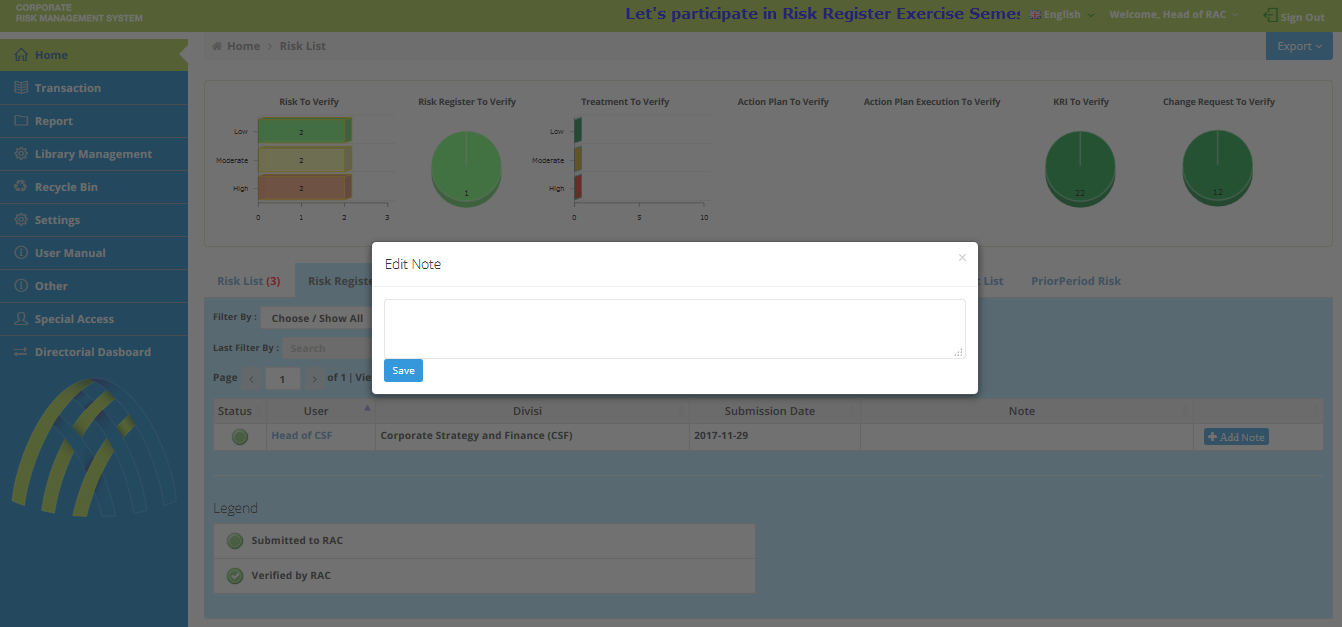 CORPORATE
RISK MANAGEMENT SYSTEM
Let's participate in Risk Register Exercise
English
Welcome, Head of RAC
Sign Out
Home
Transaction
Report
Library Management
Recycle Bin
Settings
User Manual
Other
Special Access
Directorial Dasboard
Home > Risk List
Export
Risk To Verify
Low
Moderate
High
2
2
2
0 1 2 3
Risk Register To Verify
1
Treatment To Verify
Low
Moderate
High
0 5 10
Action Plan To Verify
Action Plan Execution To Verify
KRI To Verify
22
Change Request To Verify
12
Edit Note
×
Save
Risk List (3)
Risk Registe
List
PriorPeriod Risk
Filter By : Choose / Show All
Last Filter By : Search
Page < 1 > of 1 | Vie
Status User Divisi Submission Date Note
Head of CSF Corporate Strategy and Finance (CSF) 2017-11-29 + Add Note
Legend
Submitted to RAC
Verified by RAC